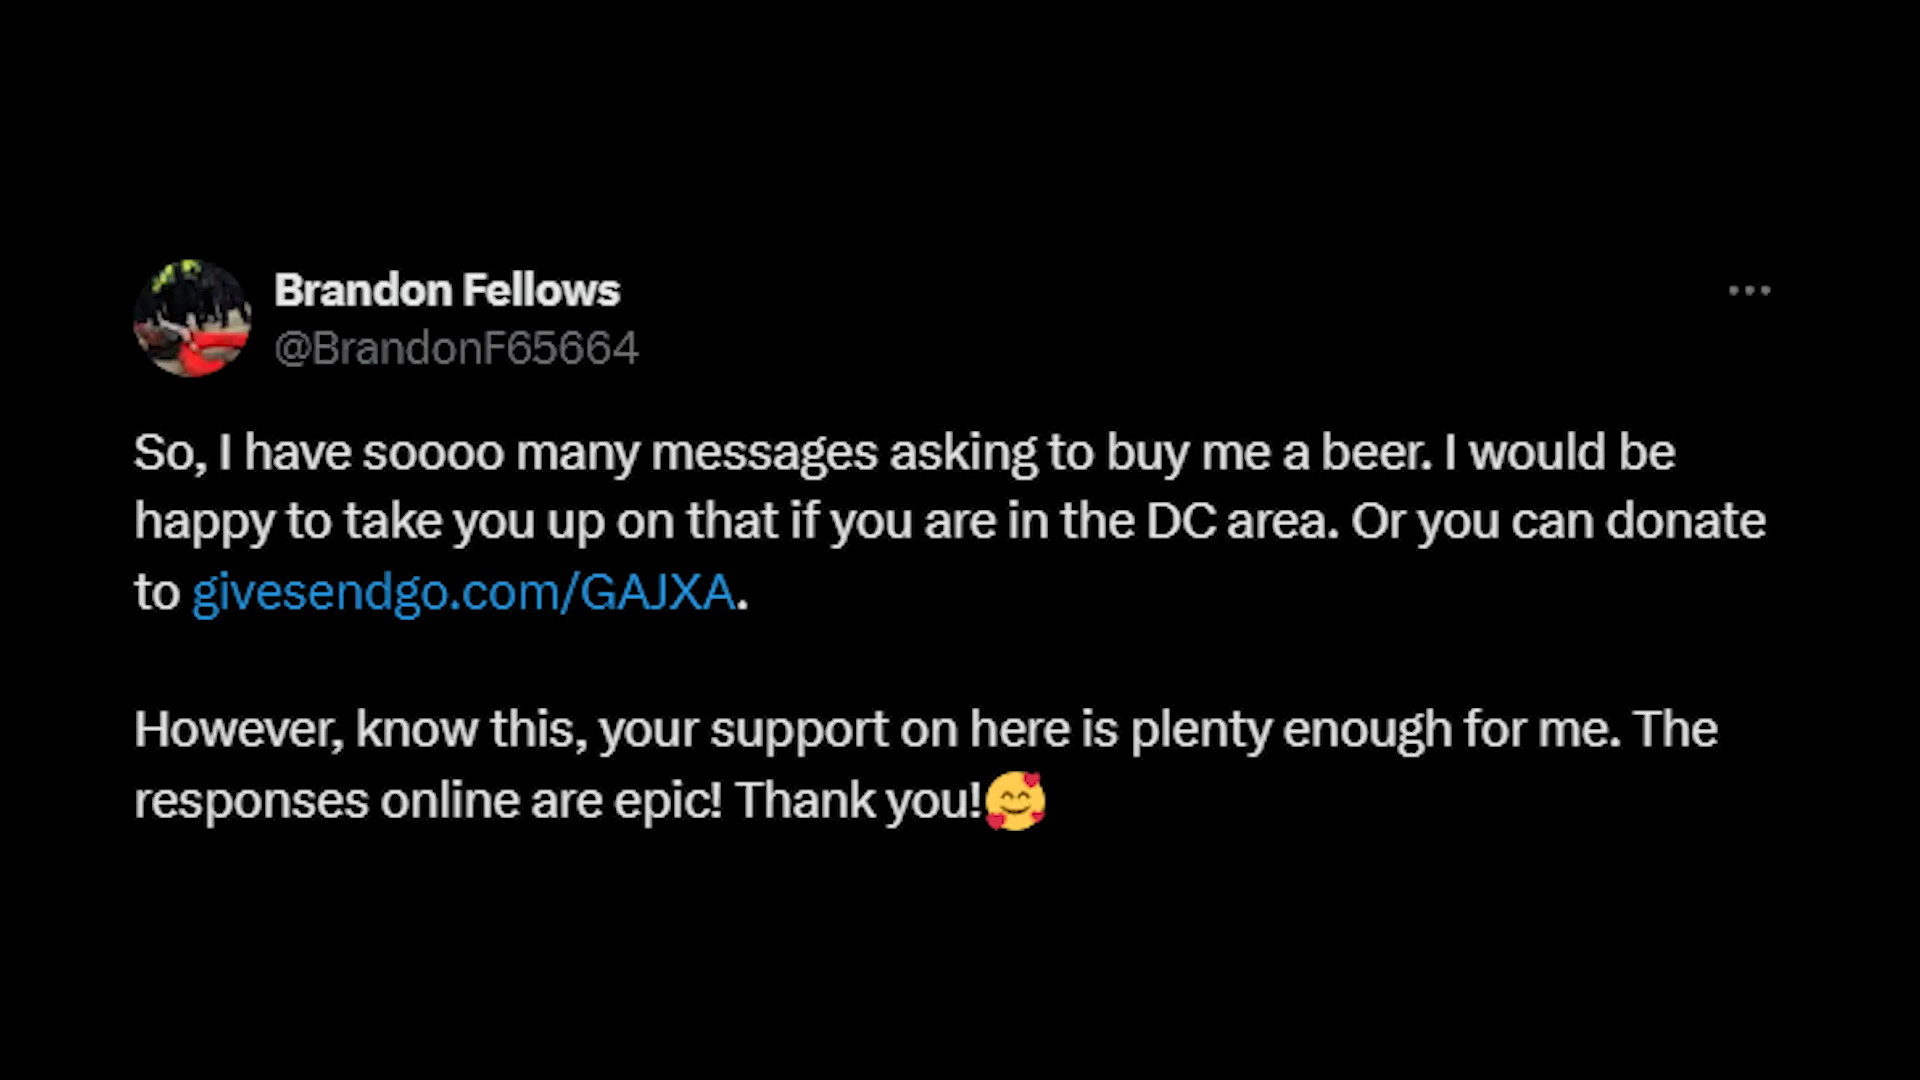 Brandon Fellows
@BrandonF65664
So, I have soooo many messages asking to buy me a beer. I would be
happy to take you up on that if you are in the DC area. Or you can donate
to givesendgo.com/GAJXA.
However, know this, your support on here is plenty enough for me. The
responses online are epic! Thank you!🥰